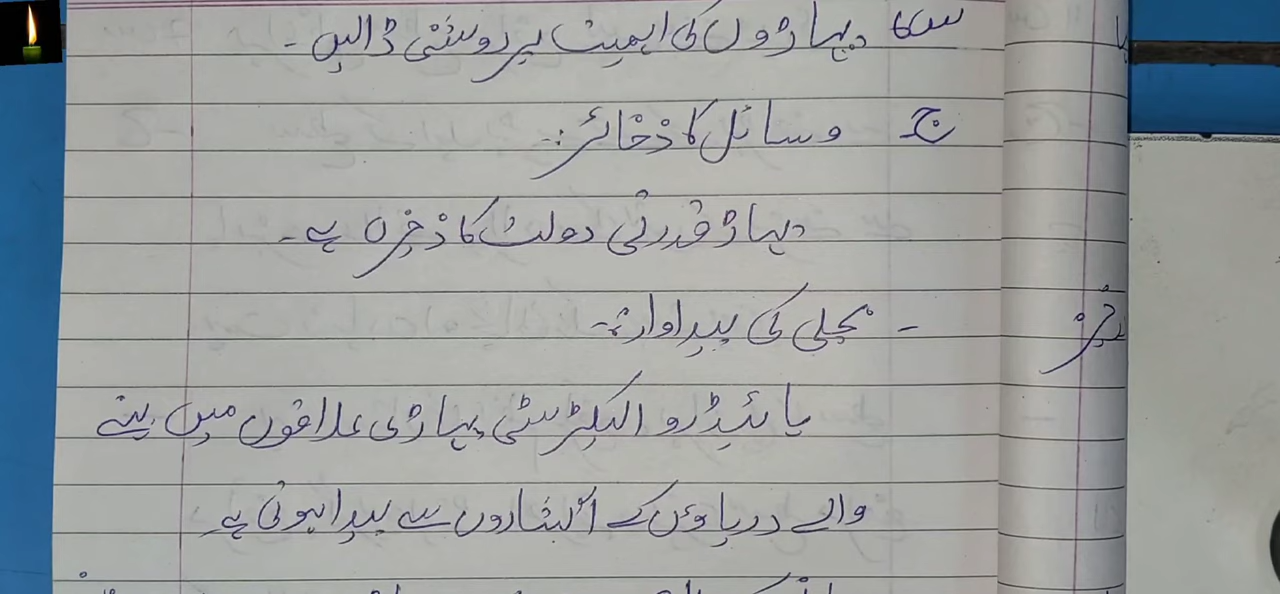 س کا پہاڑوں کی اہمیت پر روشنی ڈالیں۔
ج وسائل کا ذخائر:۔
پہاڑ قدرتی دولت کا ذخیرہ ہے۔
- بجلی کی پیداوار:۔
ہائیڈرو الیکٹرسٹی پہاڑی علاقوں میں بہنے
والے دریاؤں کے آبشاروں سے پیدا ہوتی ہے